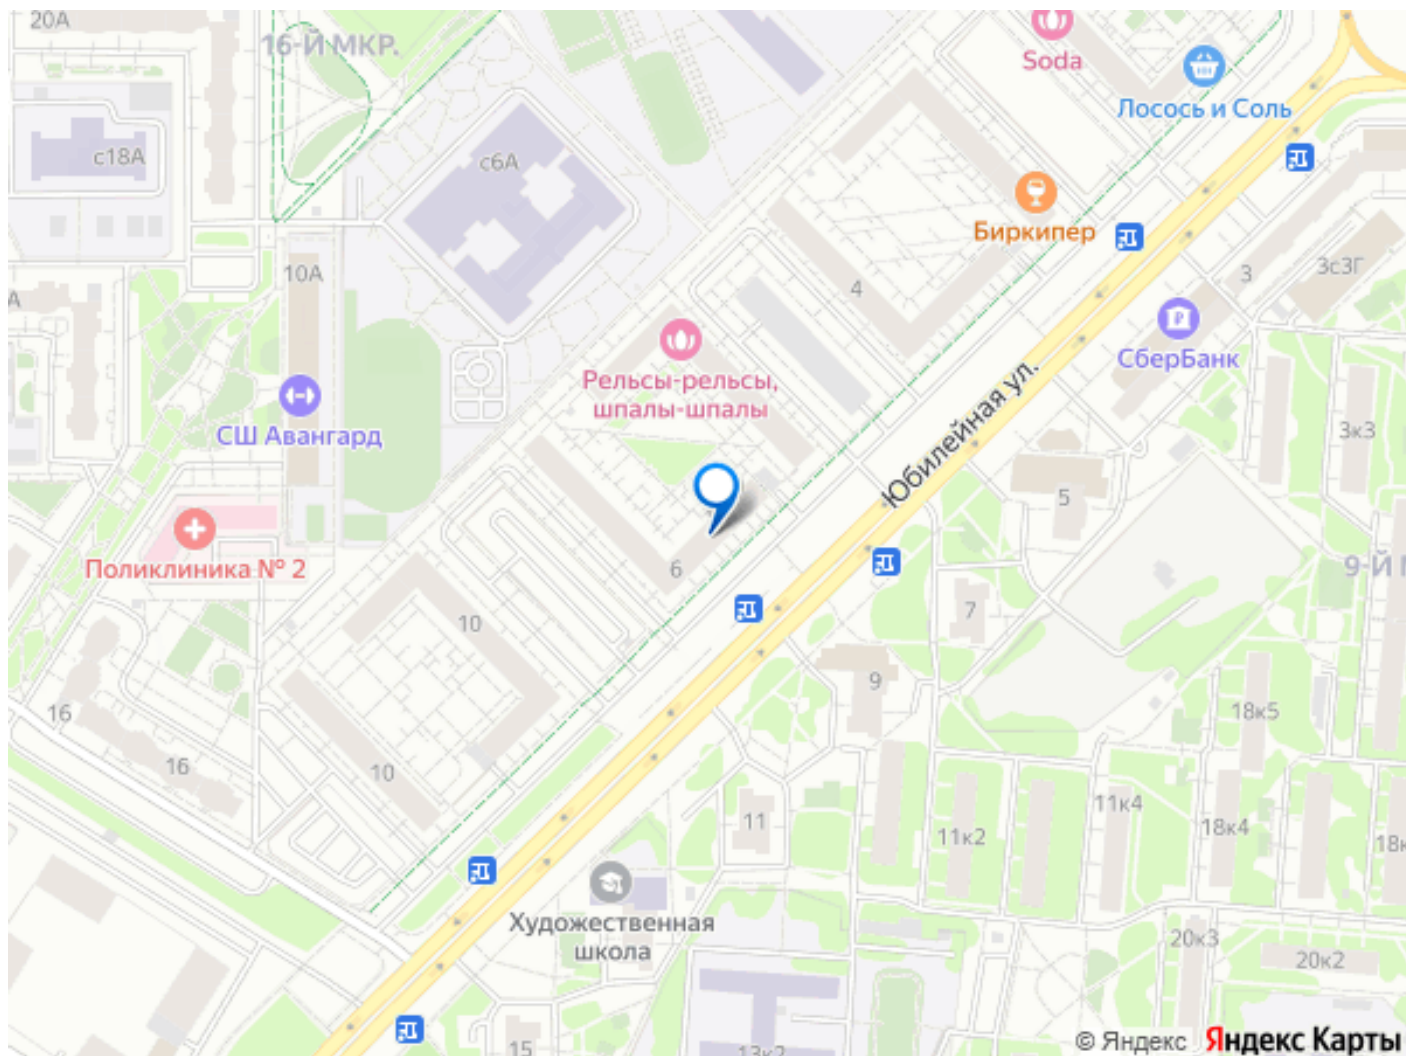 20А
16-Й МКР.
Soda
Лосось и Соль
с18А
с6А
Биркипер
10А
А
4
3
3с3Г
СберБанк
Рельсы-рельсы,
шпалы-шпалы
СШ Авангард
Юбилейная ул.
3к3
5
Поликлиника № 2
6
9-Й М
10
7
9
16
18к5
16
10
11
11к4
11к2
18к4
18к
Художественная
школа
20к3
20к2
15
13к2
© Яндекс Яндекс Карты